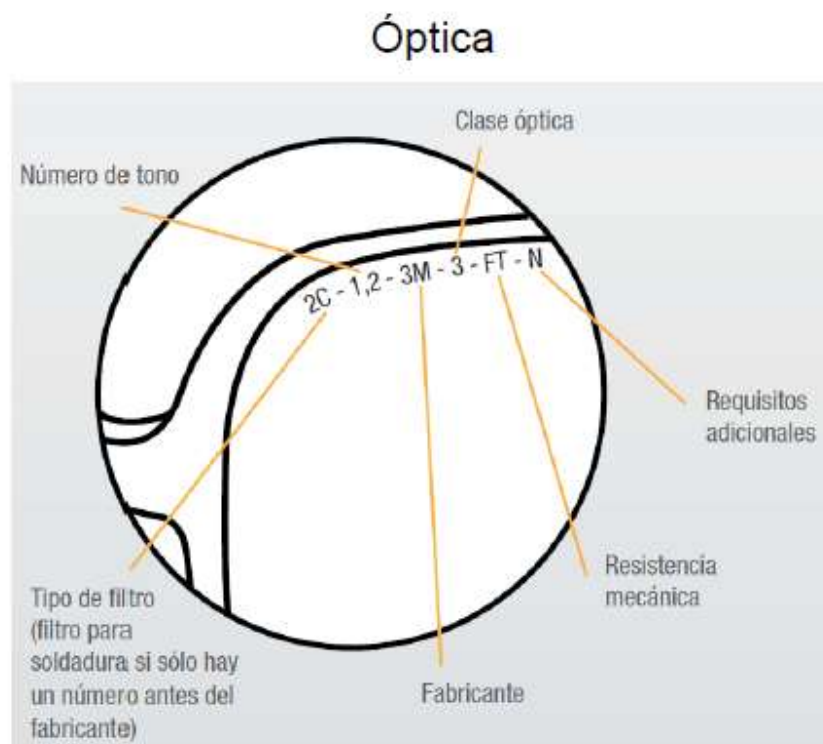 Óptica
Clase óptica
Número de tono
2C - 1,2 - 3M - 3 - FT - N
Requisitos
adicionales
Resistencia
mecánica
Tipo de filtro
(filtro para
soldadura si sólo hay
un número antes del
fabricante)
Fabricante